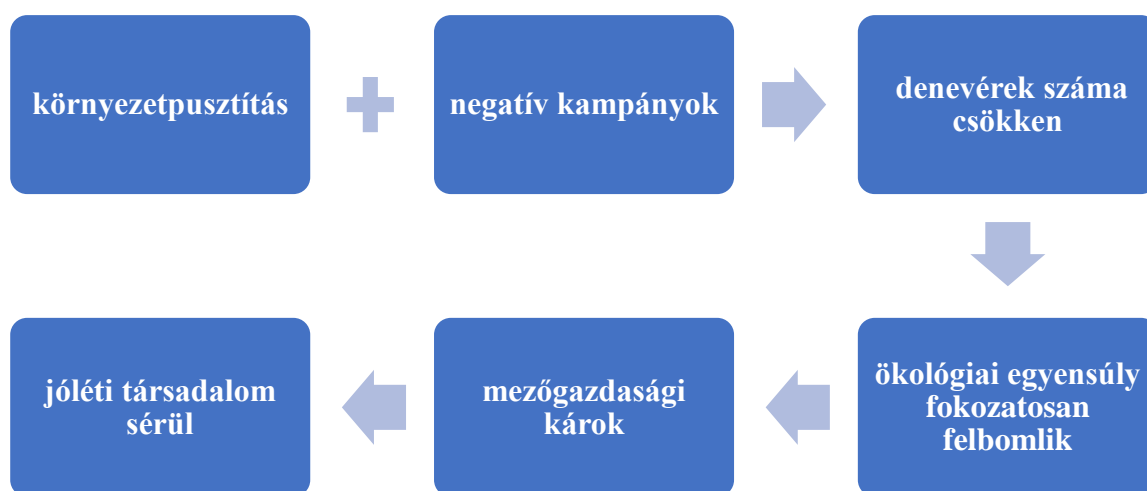 környezetpusztítás
negatív kampányok
denevérek száma
csökken
ökológiai egyensúly
fokozatosan
felbomlik
mezőgazdasági
károk
jóléti társadalom
sérül